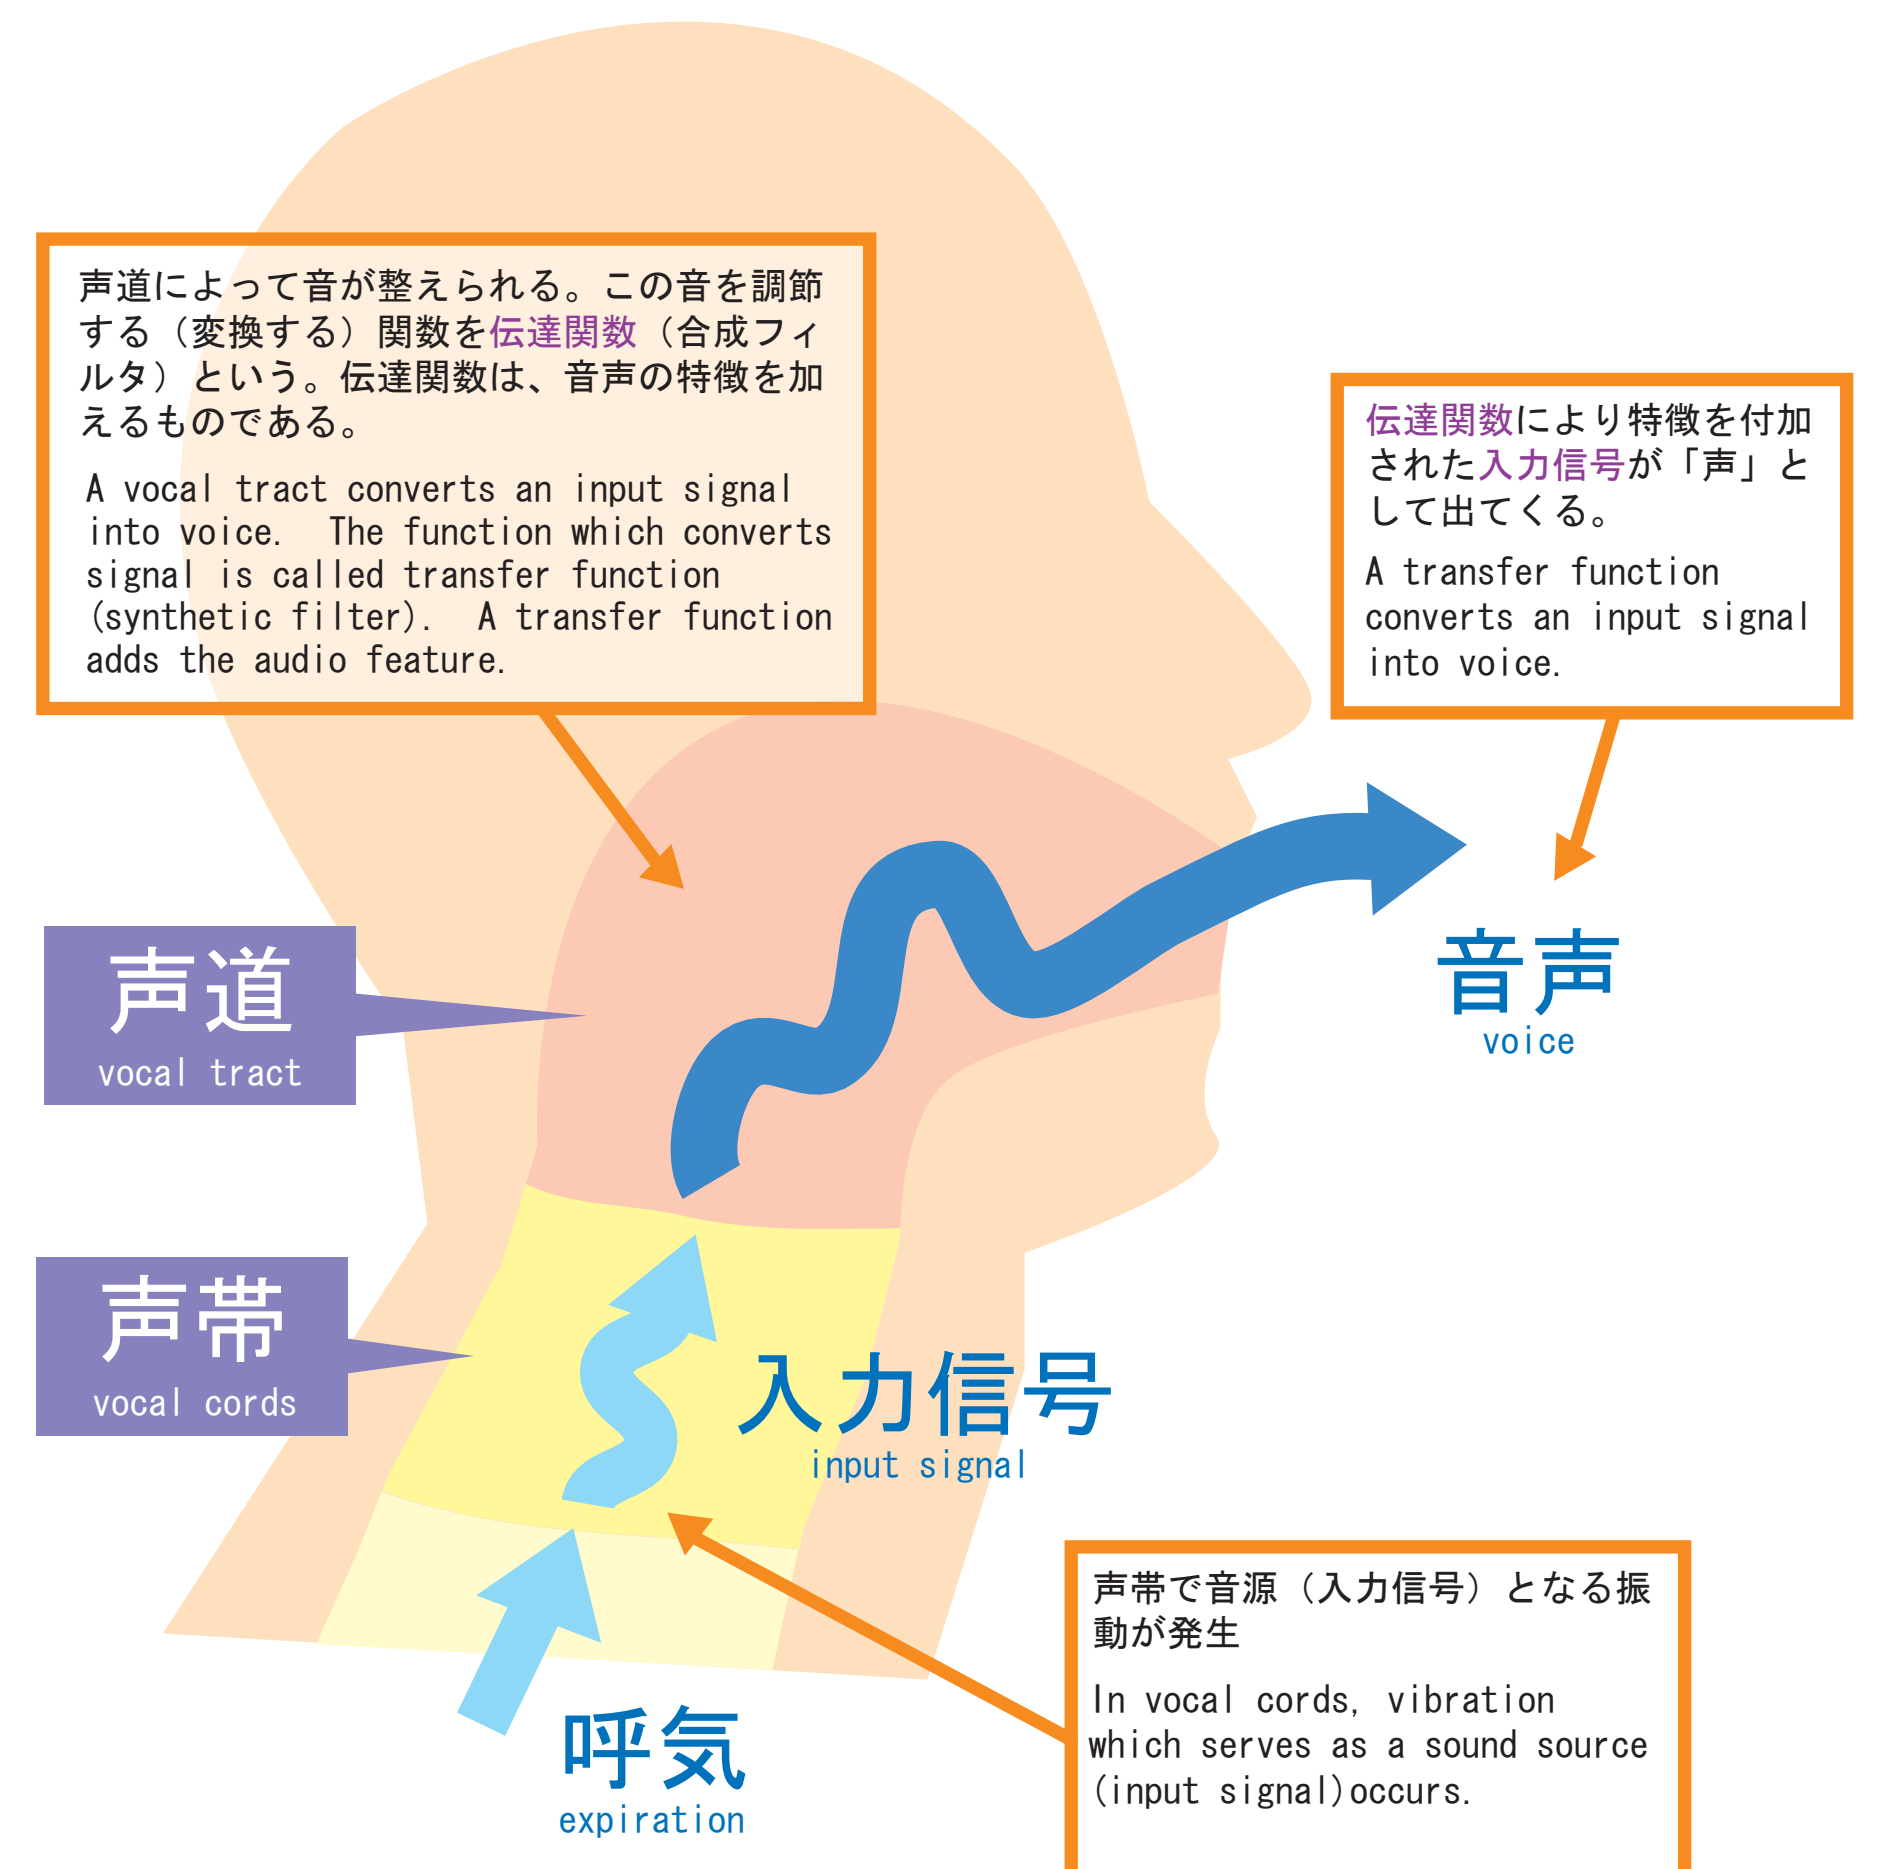 声道によって音が整えられる。この音を調節
する（変換する）関数を伝達関数（合成フィ
ルタ）という。伝達関数は、音声の特徴を加
えるものである。
A vocal tract converts an input signal
into voice.  The function which converts
signal is called transfer function
(synthetic filter).  A transfer function
adds the audio feature.
伝達関数により特徴を付加
された入力信号が「声」と
して出てくる。
A transfer function
converts an input signal
into voice.
声道
vocal tract
音声
voice
声帯
vocal cords
入力信号
input signal
声帯で音源（入力信号）となる振
動が発生
In vocal cords, vibration
which serves as a sound source
(input signal)occurs.
呼気
expiration